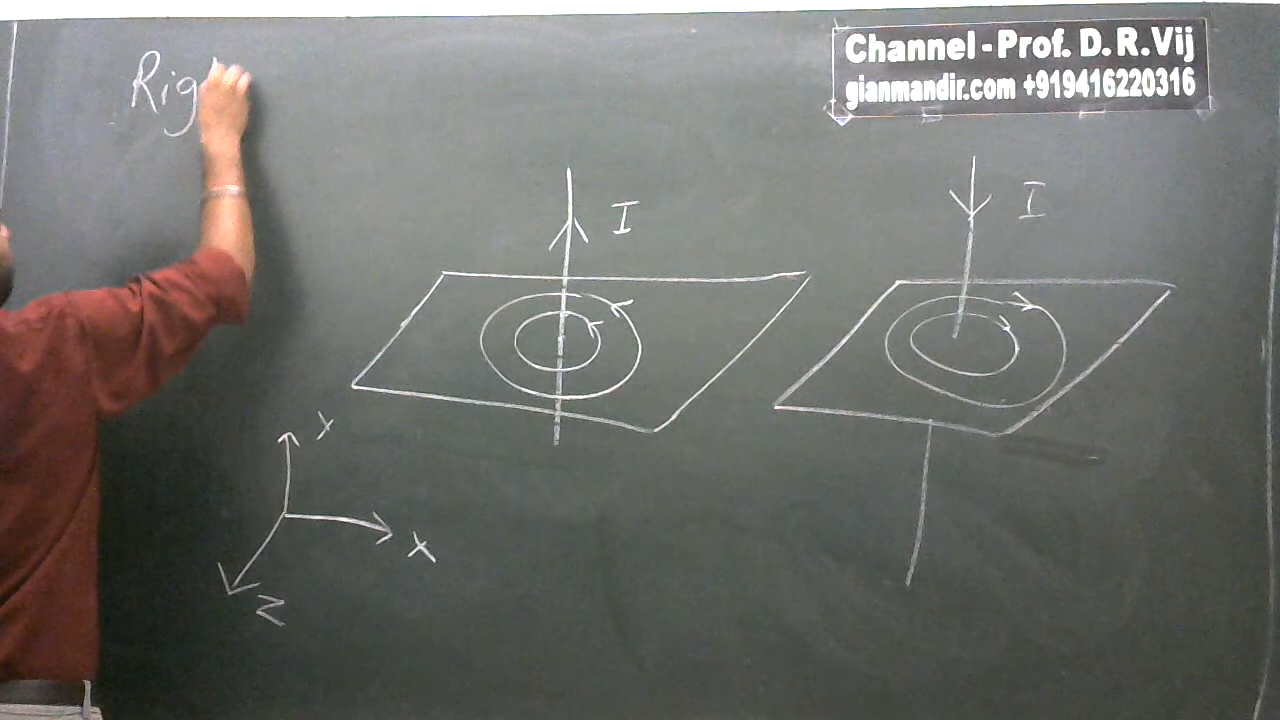 Channel - Prof. D. R. Vij
gianmandir.com +919416220316
Rig
I
I
Y
X
Z